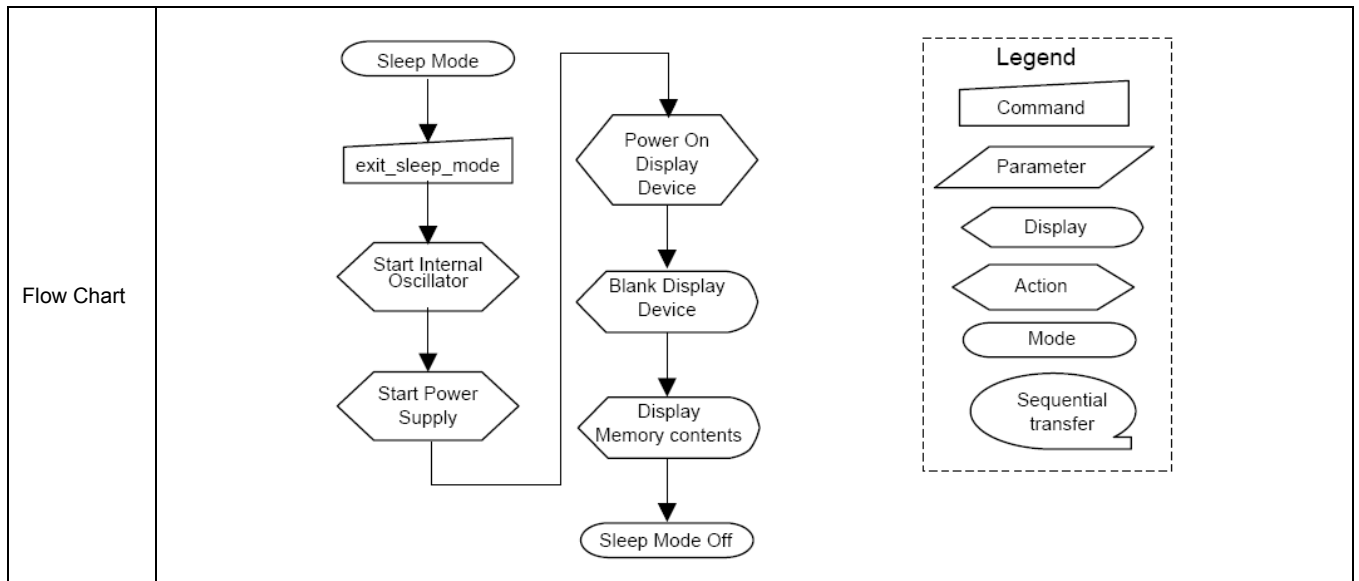 Flow Chart
Sleep Mode
exit_sleep_mode
Start Internal
Oscillator
Start Power
Supply
Power On
Display
Device
Blank Display
Device
Display
Memory contents
Sleep Mode Off
Legend
Command
Parameter
Display
Action
Mode
Sequential
transfer